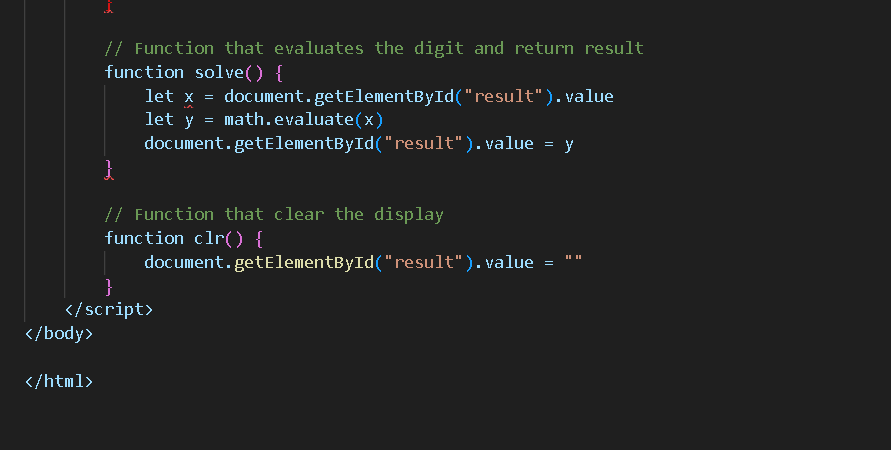 }
// Function that evaluates the digit and return result
function solve() {
let x = document.getElementById("result").value
let y = math.evaluate(x)
document.getElementById("result").value = y
}
// Function that clear the display
function clr() {
document.getElementById("result").value = ""
}
</script>
</body>
</html>